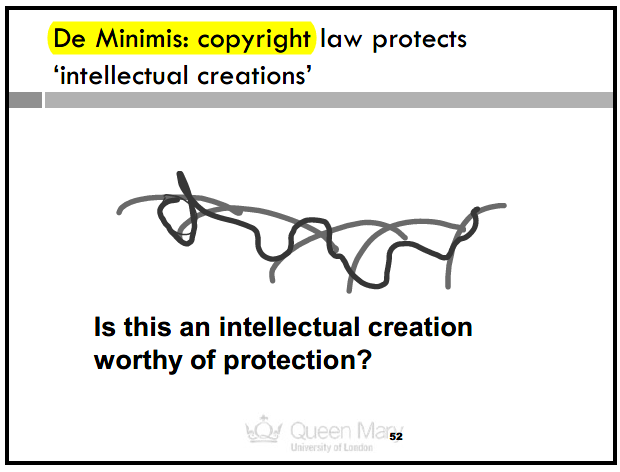 De Minimis: copyright law protects
‘intellectual creations’
Is this an intellectual creation
worthy of protection?
Queen Mary
University of London
52